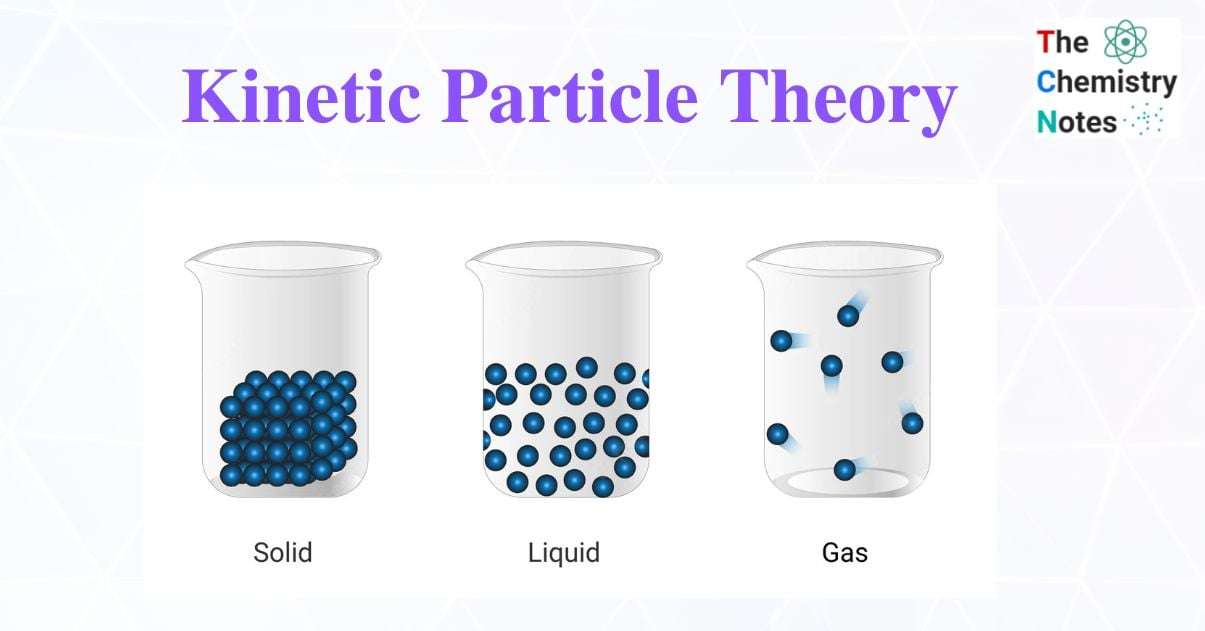 Kinetic Particle Theory
The
Chemistry
Notes
Solid
Liquid
Gas